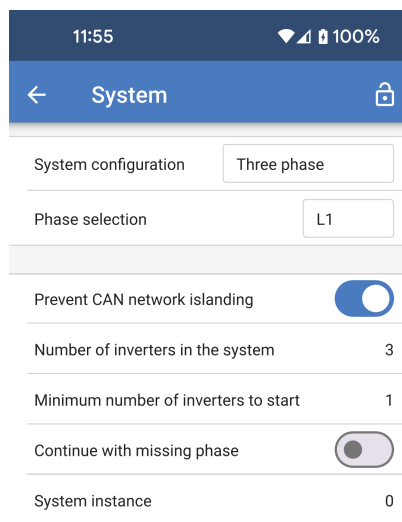 11:55 100%
System
System configuration Three phase
Phase selection L1
Prevent CAN network islanding
Number of inverters in the system 3
Minimum number of inverters to start 1
Continue with missing phase
System instance 0